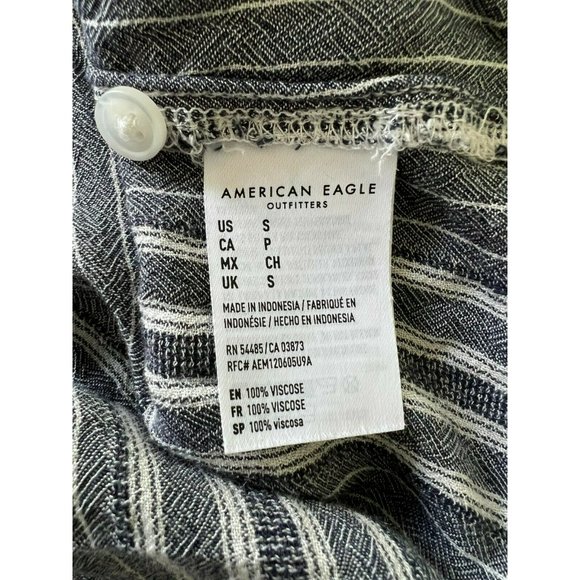 AMERICAN EAGLE
OUTFITTERS
US S
CA P
MX CH
UK S
MADE IN INDONESIA / FABRIQUÉ EN
INDONÉSIE / HECHO EN INDONESIA
RN 54485/CA 03873
RFC# AEM120605U9A
EN 100% VISCOSE
FR 100% VISCOSE
SP 100% viscosa